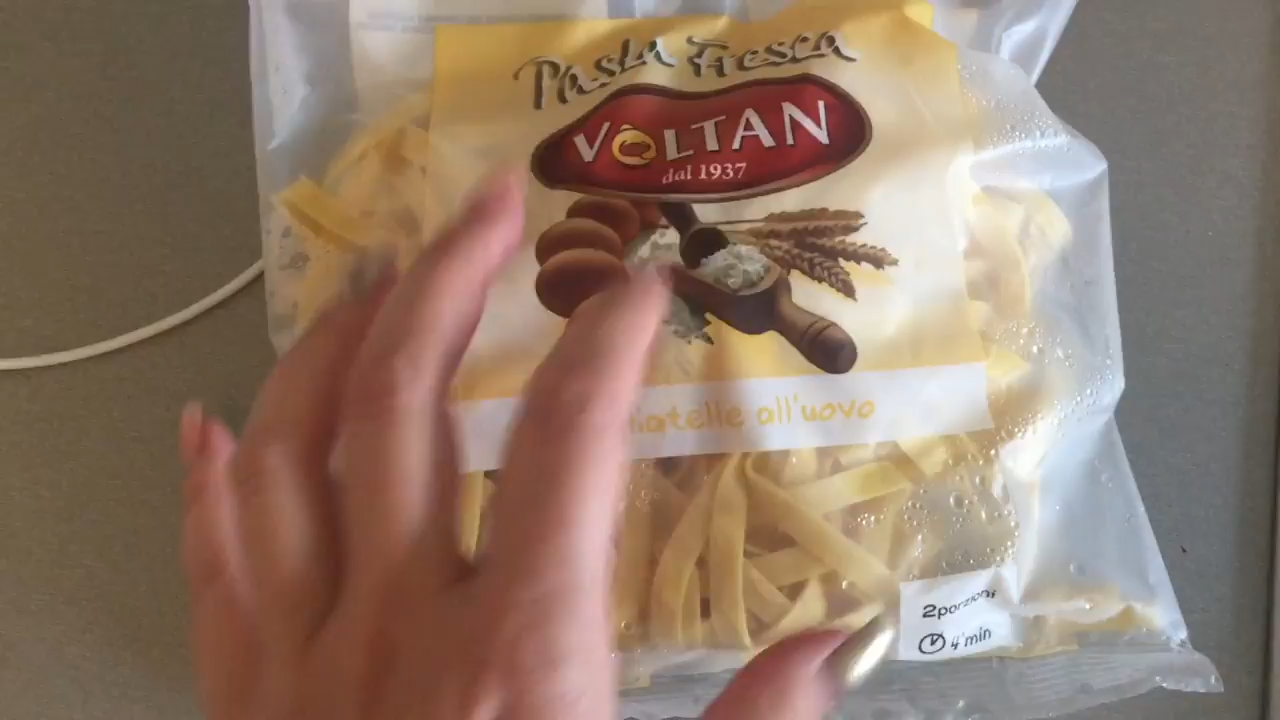 Pasta Fresca
VOLTAN
dal 1937
all'uovo
2porzioni
4 min